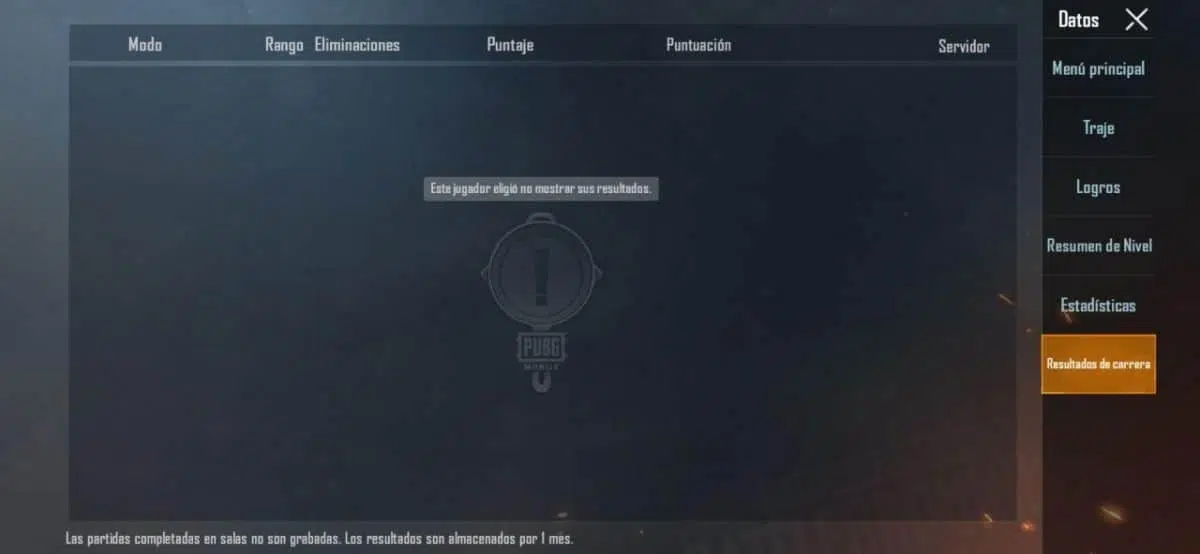 Datos
Modo Rango Eliminaciones Puntaje Puntuación Servidor
Menú principal
Traje
Logros
Resumen de Nivel
Estadísticas
Resultados de carrera
Este jugador eligió no mostrar sus resultados.
PUBG
MOBILE
Las partidas completadas en salas no son grabadas. Los resultados son almacenados por 1 mes.